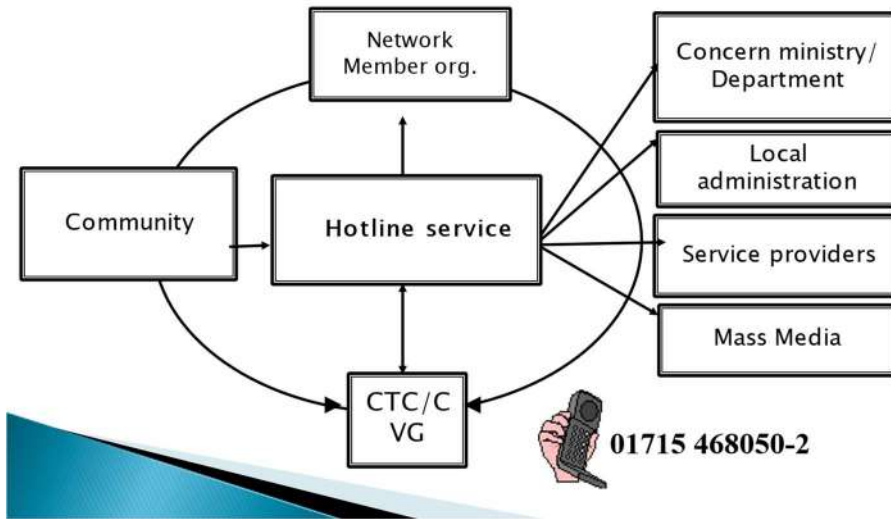 Network
Member org.
Concern ministry/
Department
Local
administration
Community
Hotline service
Service providers
Mass Media
CTC/C
VG
01715 468050-2